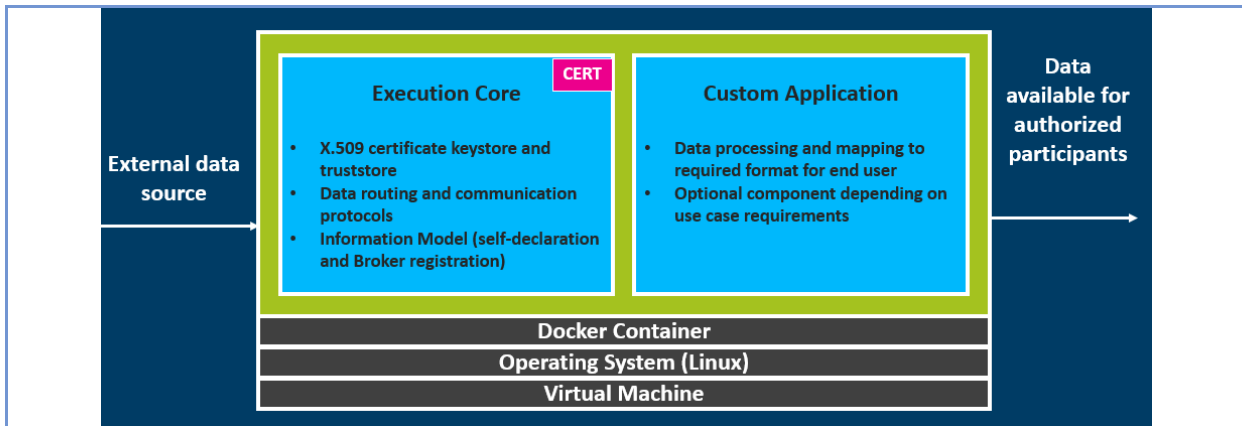 External data
source
CERT
Execution Core
• X.509 certificate keystore and
truststore
• Data routing and communication
protocols
• Information Model (self-declaration
and Broker registration)
Custom Application
• Data processing and mapping to
required format for end user
• Optional component depending on
use case requirements
Data
available for
authorized
participants
Docker Container
Operating System (Linux)
Virtual Machine